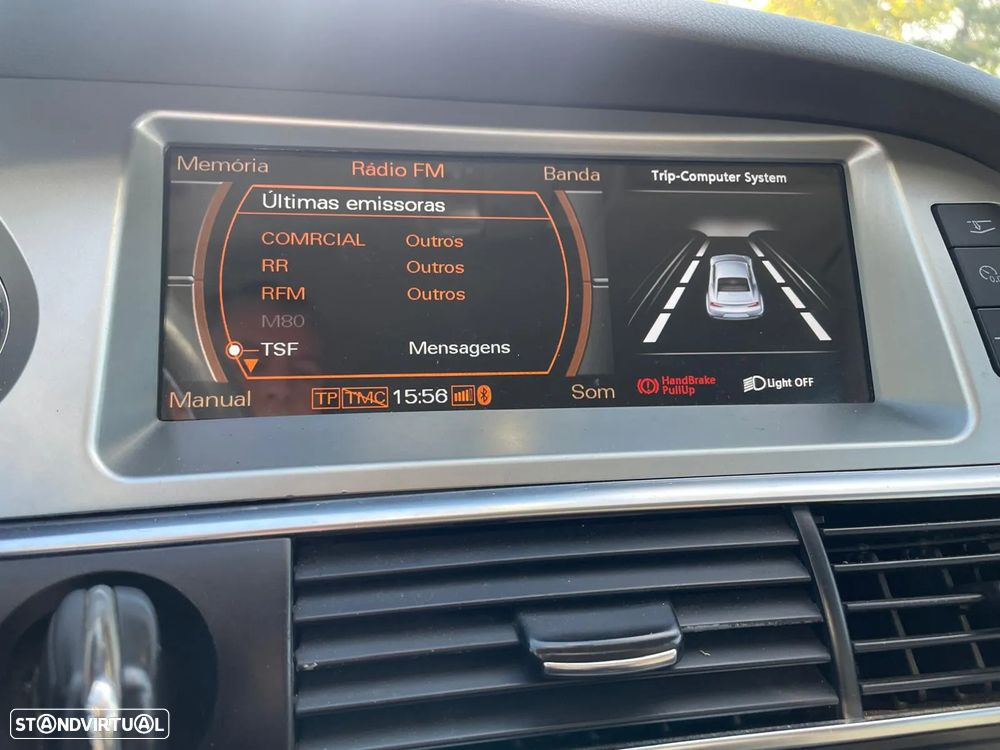 Memória Rádio FM Banda
Últimas emissoras
COMRCIAL Outros
RR Outros
RFM Outros
M80
TSF Mensagens
Manual TP TMC 15:56 Som
Trip-Computer System
HandBrake
PullUp
Light OFF
STANDVIRTUAL